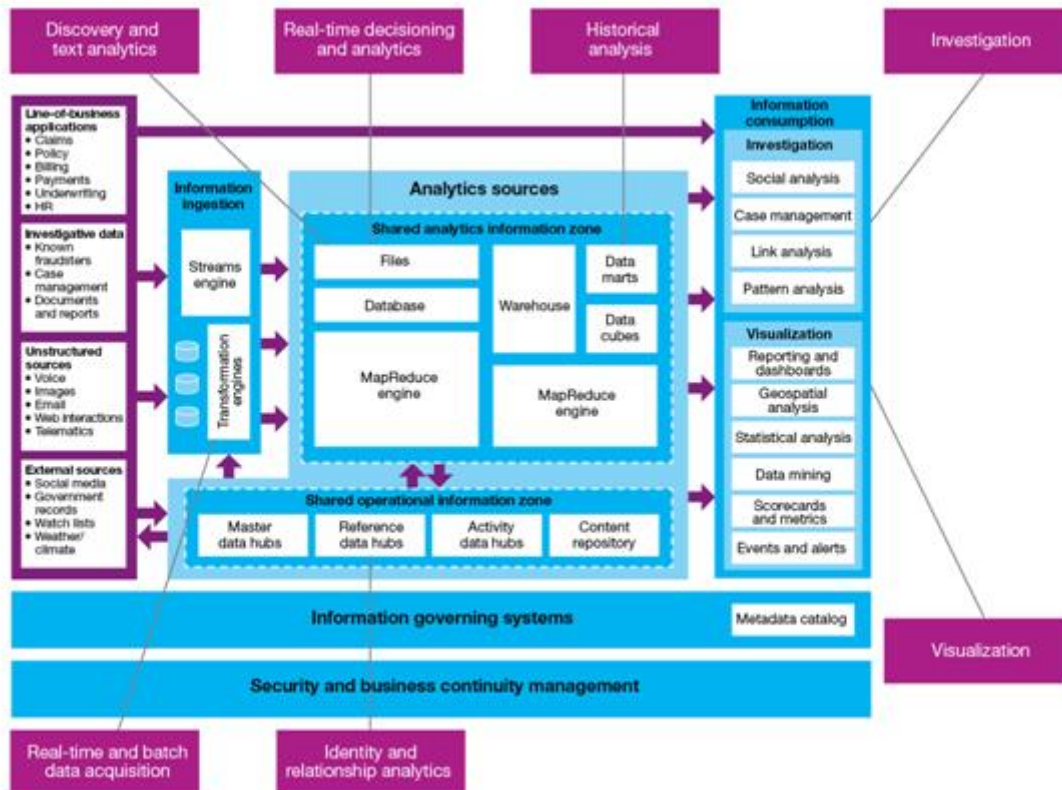 Discovery and
text analytics
Real-time decisioning
and analytics
Historical
analysis
Investigation
Line-of-business
applications
• Claims
• Policy
• Billing
• Payments
• Underwriting
• HR
Investigative data
• Known
fraudsters
• Case
management
• Documents
and reports
Unstructured
sources
• Voice
• Images
• Email
• Web interactions
• Telematics
External sources
• Social media
• Government
records
• Watch lists
• Weather/
climate
Information
ingestion
Streams
engine
Transformation
engines
Analytics sources
Shared analytics information zone
Files
Database
MapReduce
engine
Warehouse
Data
marts
Data
cubes
MapReduce
engine
Shared operational information zone
Master
data hubs
Reference
data hubs
Activity
data hubs
Content
repository
Information
consumption
Investigation
Social analysis
Case management
Link analysis
Pattern analysis
Visualization
Reporting and
dashboards
Geospatial
analysis
Statistical analysis
Data mining
Scorecards
and metrics
Events and alerts
Information governing systems
Metadata catalog
Security and business continuity management
Visualization
Real-time and batch
data acquisition
Identity and
relationship analytics